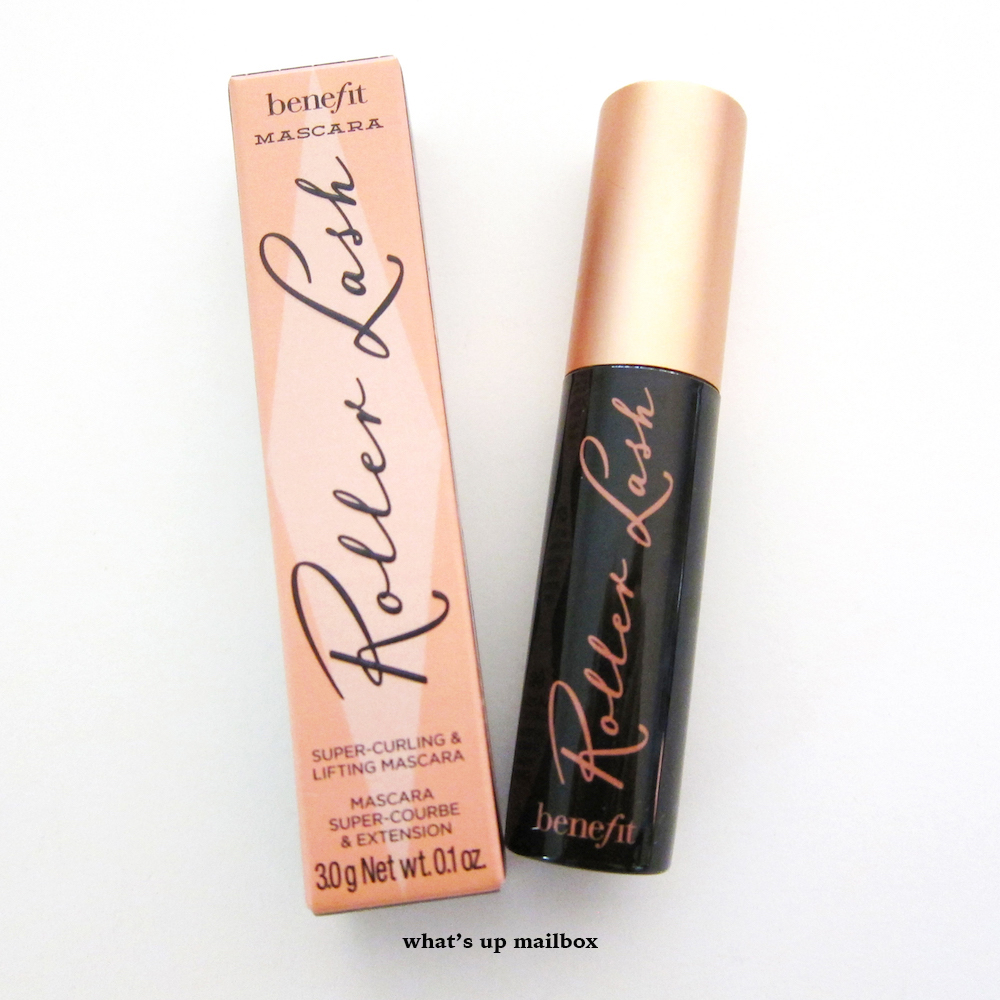 benefit
MASCARA
Roller Lash
SUPER-CURLING &
LIFTING MASCARA
MASCARA
SUPER-COURBE
& EXTENSION
3.0 g Net wt. 0.1 oz.
Roller Lash
benefit
what's up mailbox